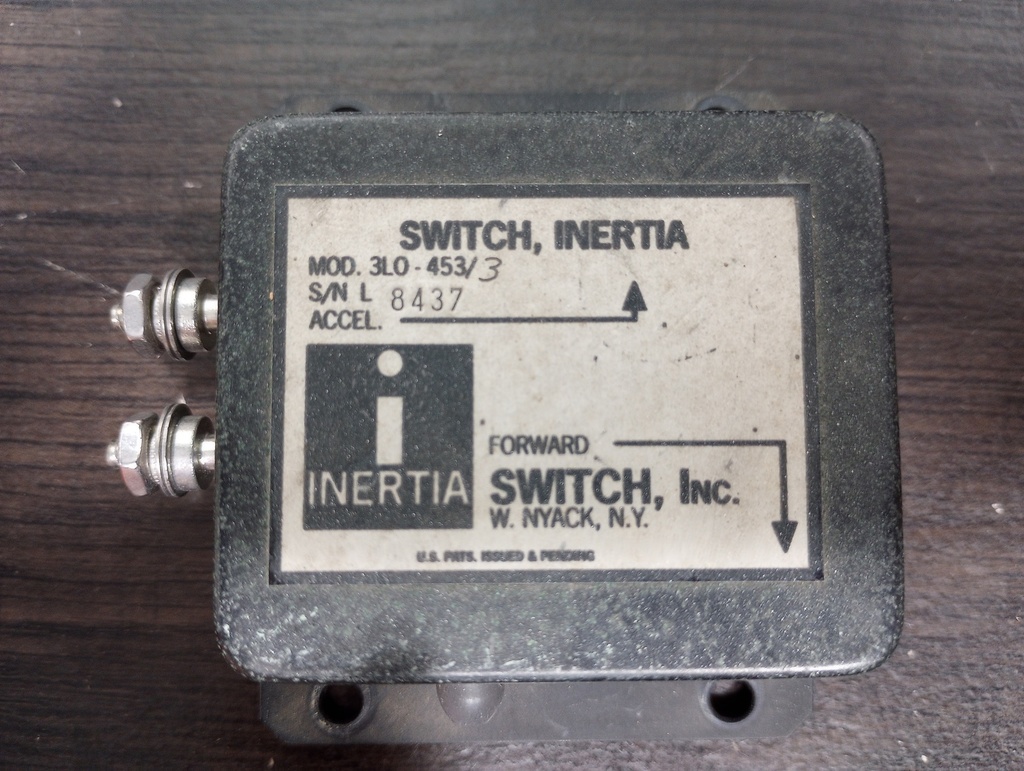 SWITCH, INERTIA
MOD. 3LO-453/3
S/N L 8437
ACCEL.
i
INERTIA
FORWARD
SWITCH, INC.
W. NYACK, N.Y.
U.S. PATS. ISSUED & PENDING